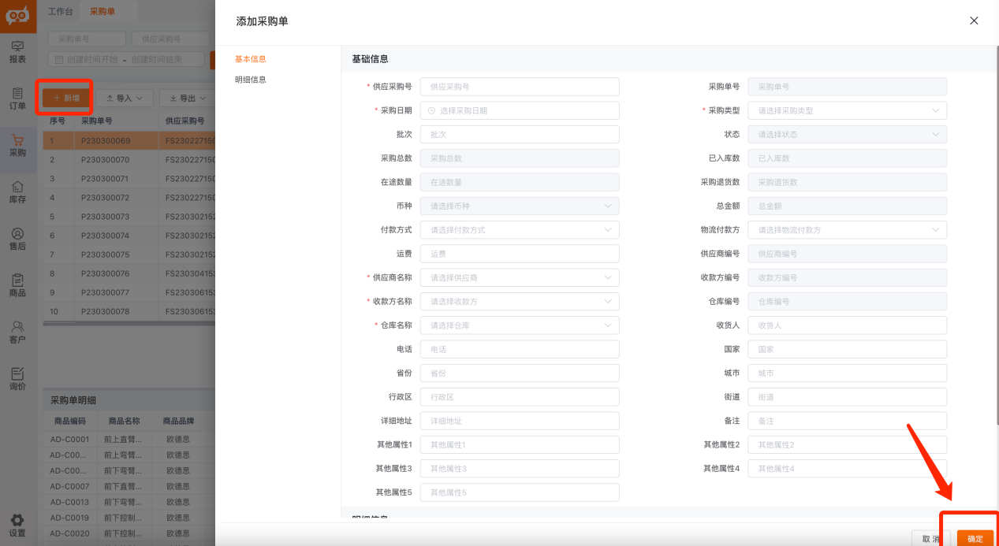 工作台 采购单
采购单号 供应采购号
创建时间开始 - 创建时间结束
+ 新增 导入 导出
序号 采购单号 供应采购号
1 P230300069 FS23022715
2 P230300070 FS23022715
3 P230300071 FS23022715
4 P230300072 FS23022715
5 P230300073 FS23030215
6 P230300074 FS23030215
7 P230300075 FS23030215
8 P230300076 FS23030415
9 P230300077 FS23030615
10 P230300078 FS23030615
采购单明细
商品编码 商品名称 商品品牌
AD-C0001 前上直臂... 欧德思
AD-C00... 前上弯臂... 欧德思
AD-C00... 前下弯臂... 欧德思
AD-C0007 前下直臂... 欧德思
AD-C0013 前下弯臂... 欧德思
AD-C0019 前下控制... 欧德思
AD-C0020 前下控制... 欧德思
报表
订单
采购
库存
售后
商品
客户
询价
设置
添加采购单
基本信息
明细信息
基础信息
* 供应采购号 供应采购号 采购单号 采购单号
* 采购日期 选择采购日期 * 采购类型 请选择采购类型
批次 批次 状态 请选择状态
采购总数 采购总数 已入库数 已入库数
在途数量 在途数量 采购退货数 采购退货数
币种 请选择币种 总金额 总金额
付款方式 请选择付款方式 物流付款方 请选择物流付款方
运费 运费 供应商编号 供应商编号
* 供应商名称 请选择供应商 收款方编号 收款方编号
* 收款方名称 请选择收款方 仓库编号 仓库编号
* 仓库名称 请选择仓库 收货人 收货人
电话 电话 国家 国家
省份 省份 城市 城市
行政区 行政区 街道 街道
详细地址 详细地址 备注 备注
其他属性1 其他属性1 其他属性2 其他属性2
其他属性3 其他属性3 其他属性4 其他属性4
其他属性5 其他属性5
明细信息
取消 确定